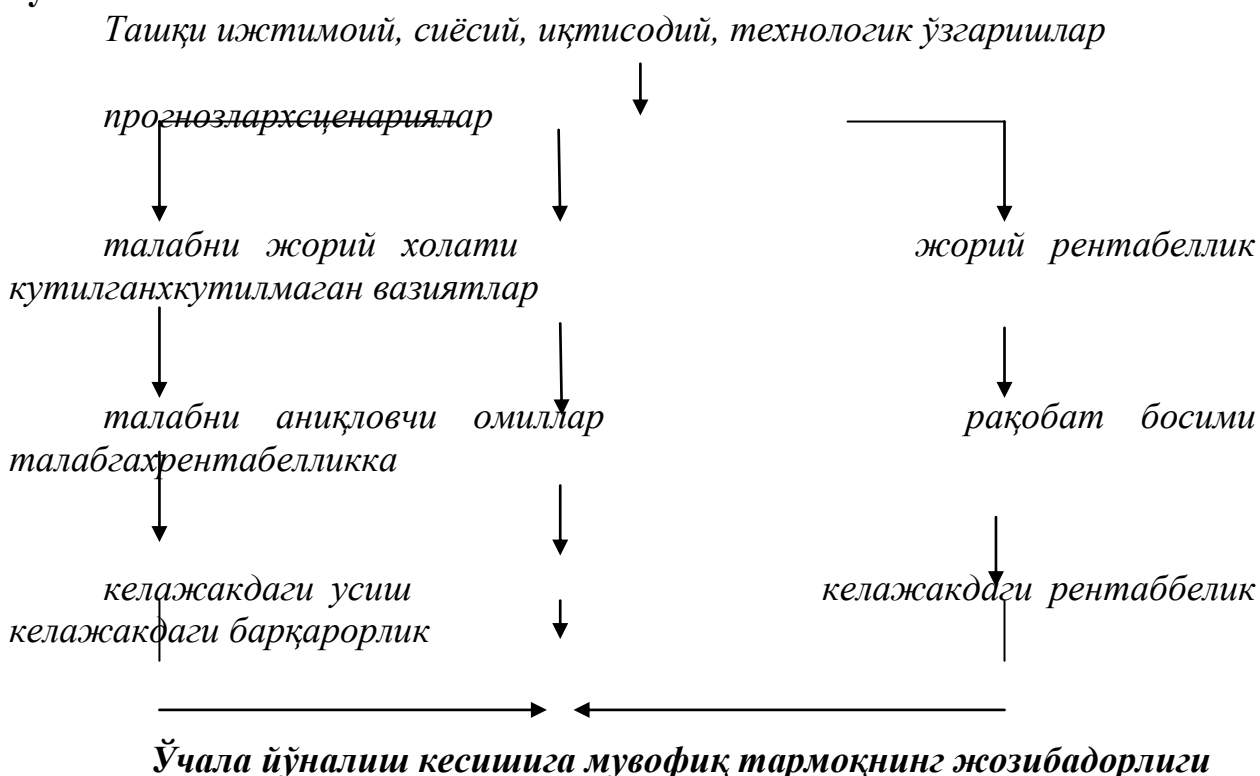 Ташқи ижтимоий, сиёсий, иқтисодий, технологик ўзгаришлар
прогнозлархсценариялар
талабни жорий холати жорий рентабеллик
кутилганхкутилмаган вазиятлар
талабни аниқловчи омиллар рақобат босими
талабгахрентабелликка
келажакдаги усиш келажакдаги рентаббелик
келажакдаги барқарорлик
Ўчала йўналиш кесишига мувофиқ тармоқнинг жозибадорлиги